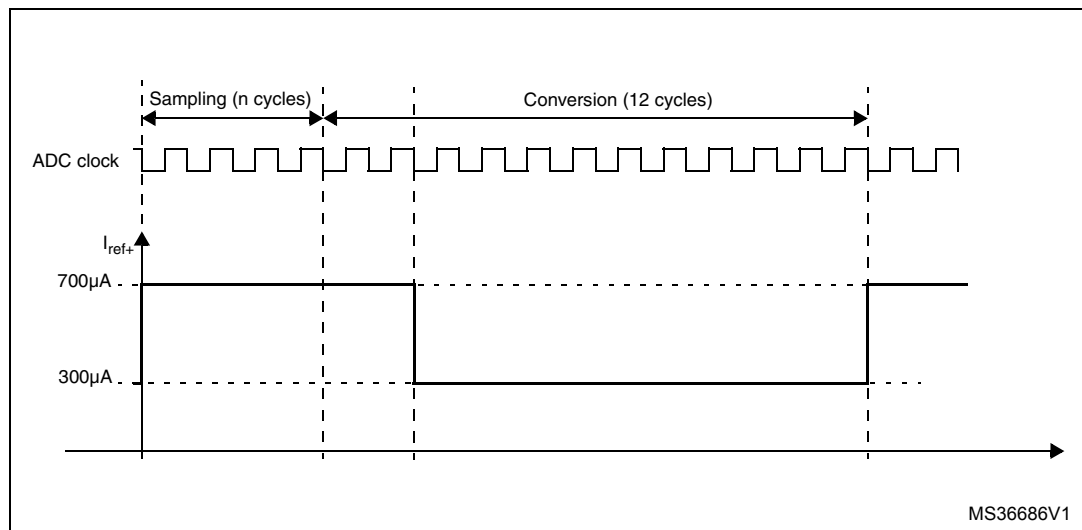 Sampling (n cycles)
Conversion (12 cycles)
ADC clock
Iref+
700µA
300µA
MS36686V1